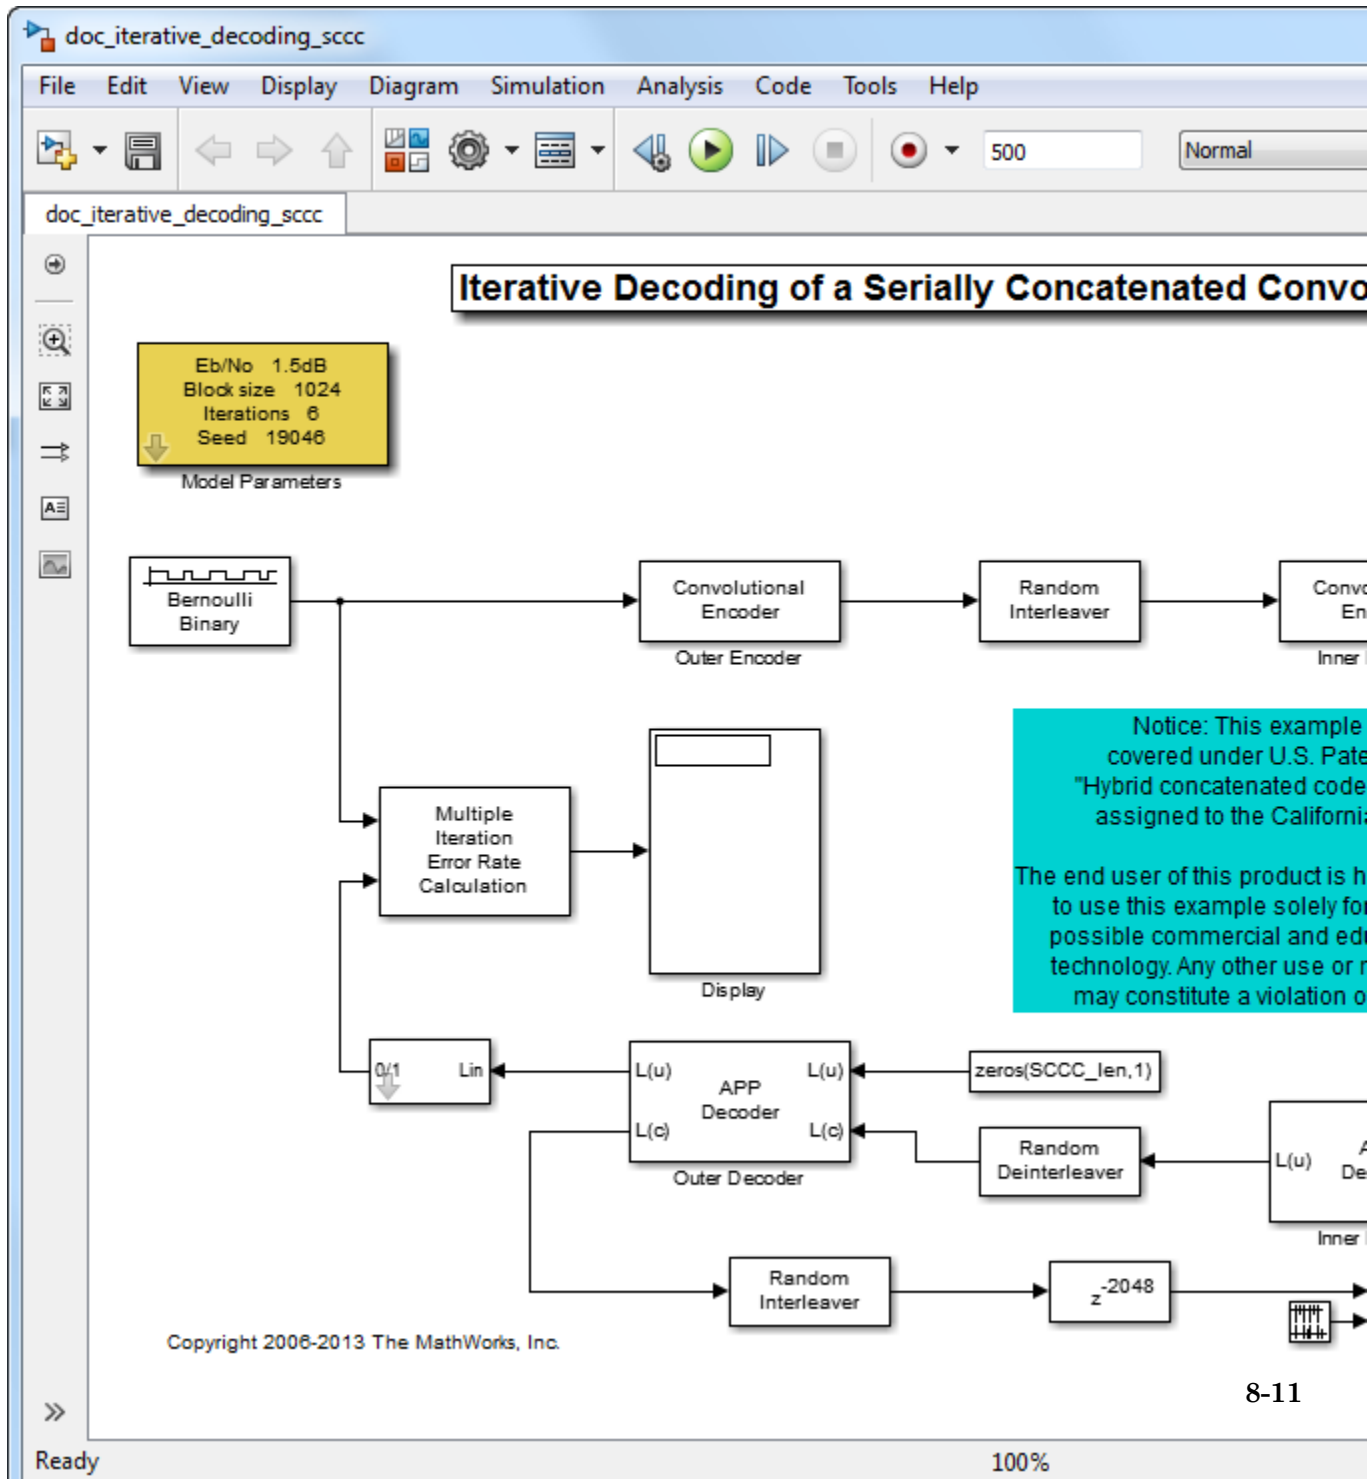 doc_iterative_decoding_sccc
File Edit View Display Diagram Simulation Analysis Code Tools Help
500 Normal
doc_iterative_decoding_sccc
Iterative Decoding of a Serially Concatenated Convo
Eb/No 1.5dB
Block size 1024
Iterations 6
Seed 19046
Model Parameters
Bernoulli
Binary
Convolutional
Encoder
Outer Encoder
Random
Interleaver
Convo
En
Inner
Notice: This example
covered under U.S. Pate
"Hybrid concatenated code
assigned to the California
The end user of this product is h
to use this example solely for
possible commercial and edu
technology. Any other use or
may constitute a violation o
Multiple
Iteration
Error Rate
Calculation
Display
0/1 Lin
L(u) L(u)
APP
Decoder
L(c) L(c)
Outer Decoder
zeros(SCCC_len,1)
Random
Deinterleaver
L(u)
A
De
Inner
Random
Interleaver
z-2048
Copyright 2006-2013 The MathWorks, Inc.
8-11
Ready 100%